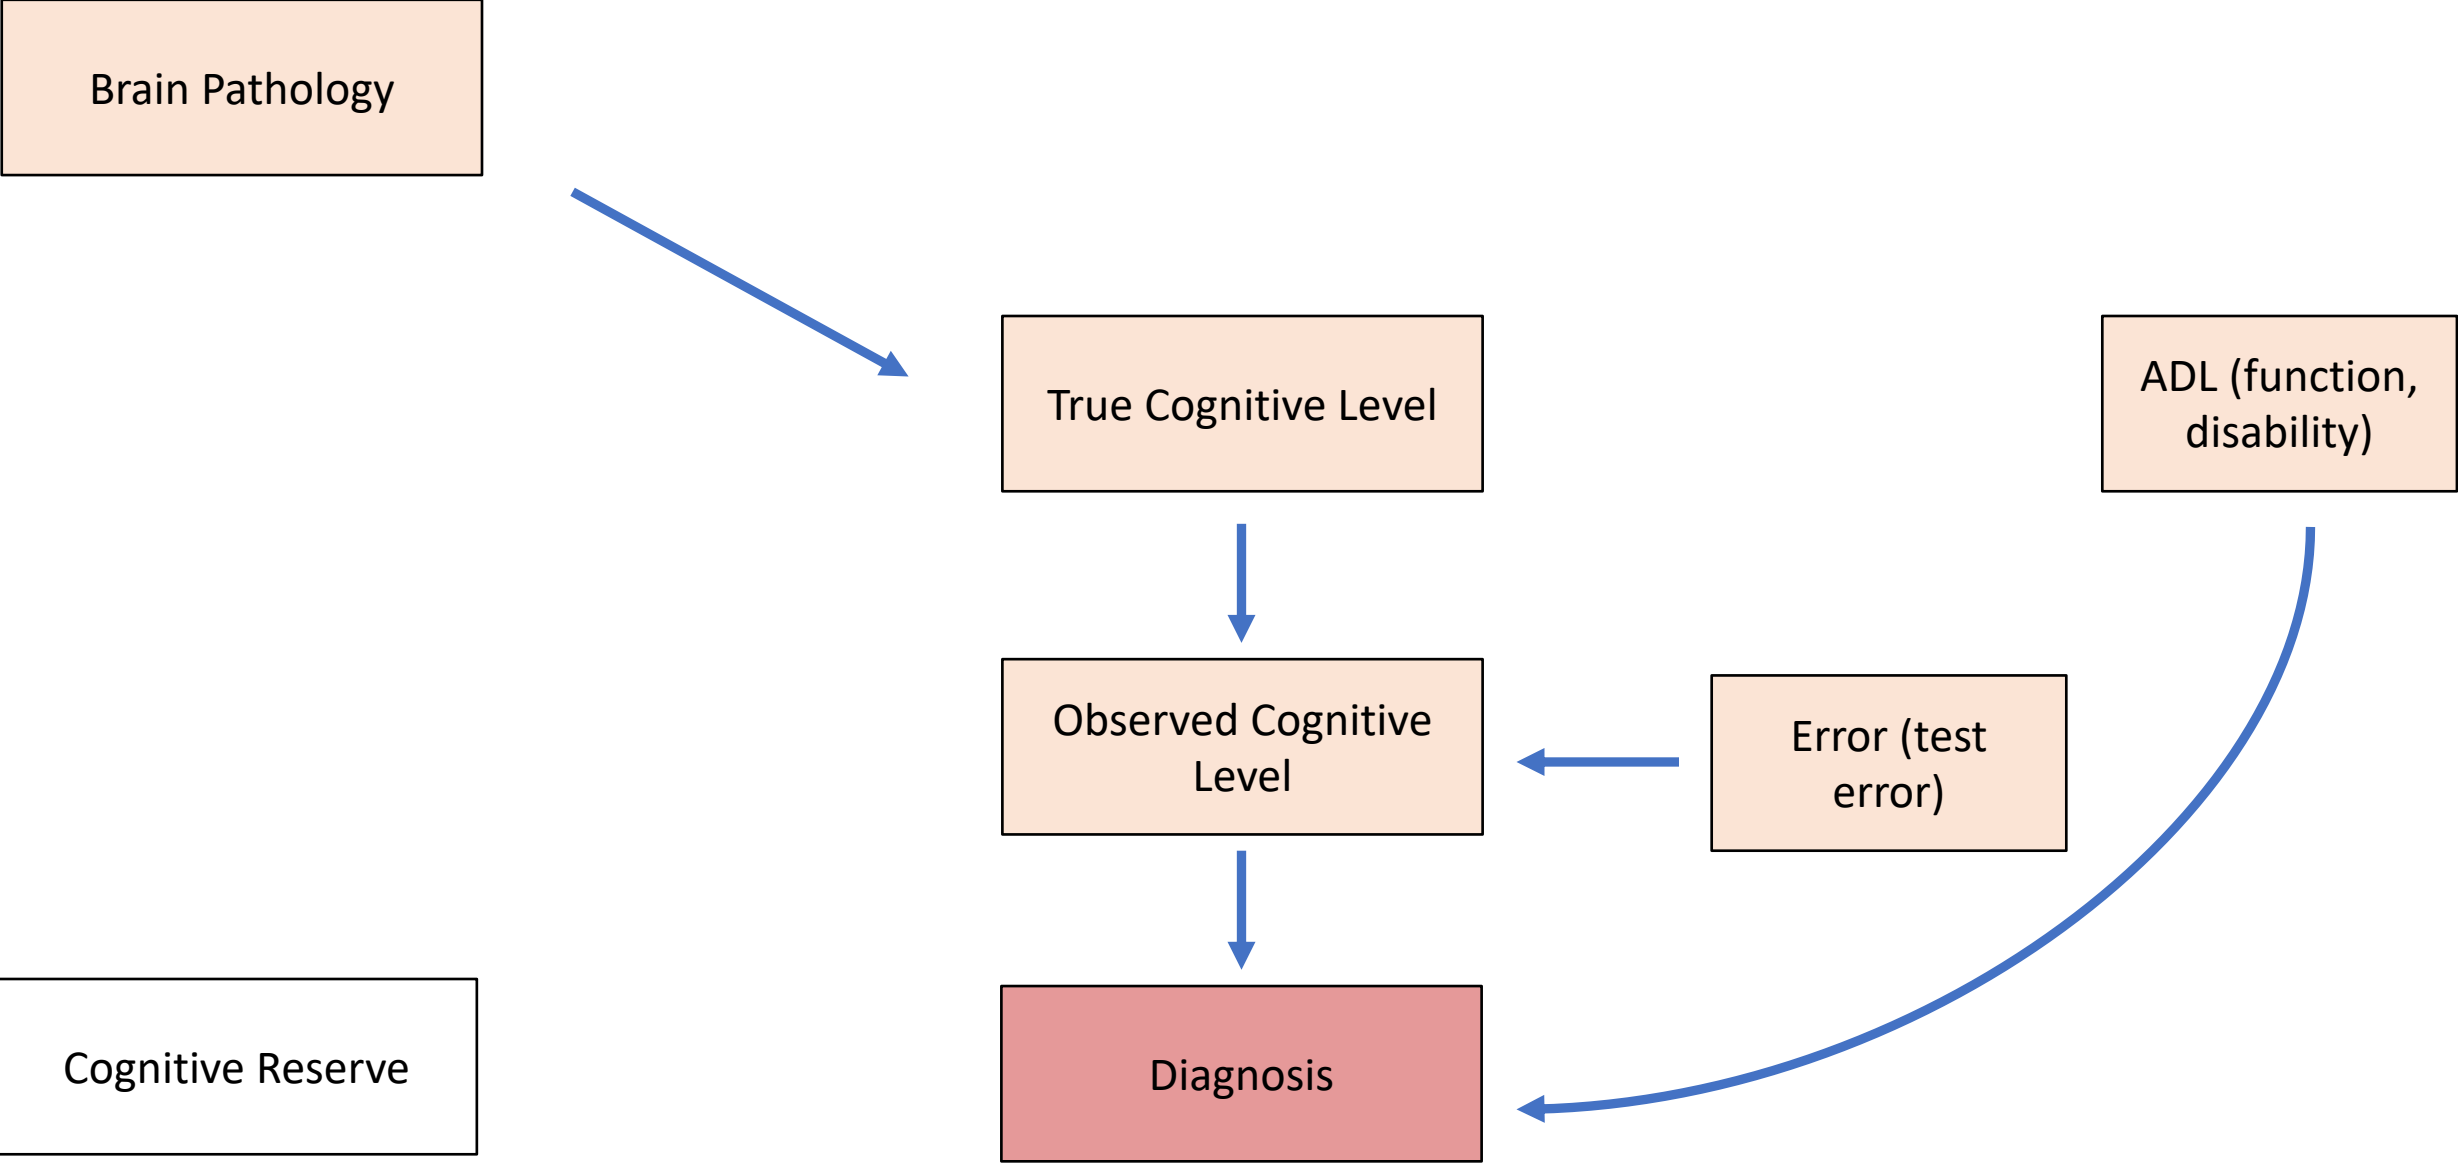 Brain Pathology
True Cognitive Level
ADL (function,
disability)
Observed Cognitive
Level
Error (test
error)
Cognitive Reserve
Diagnosis